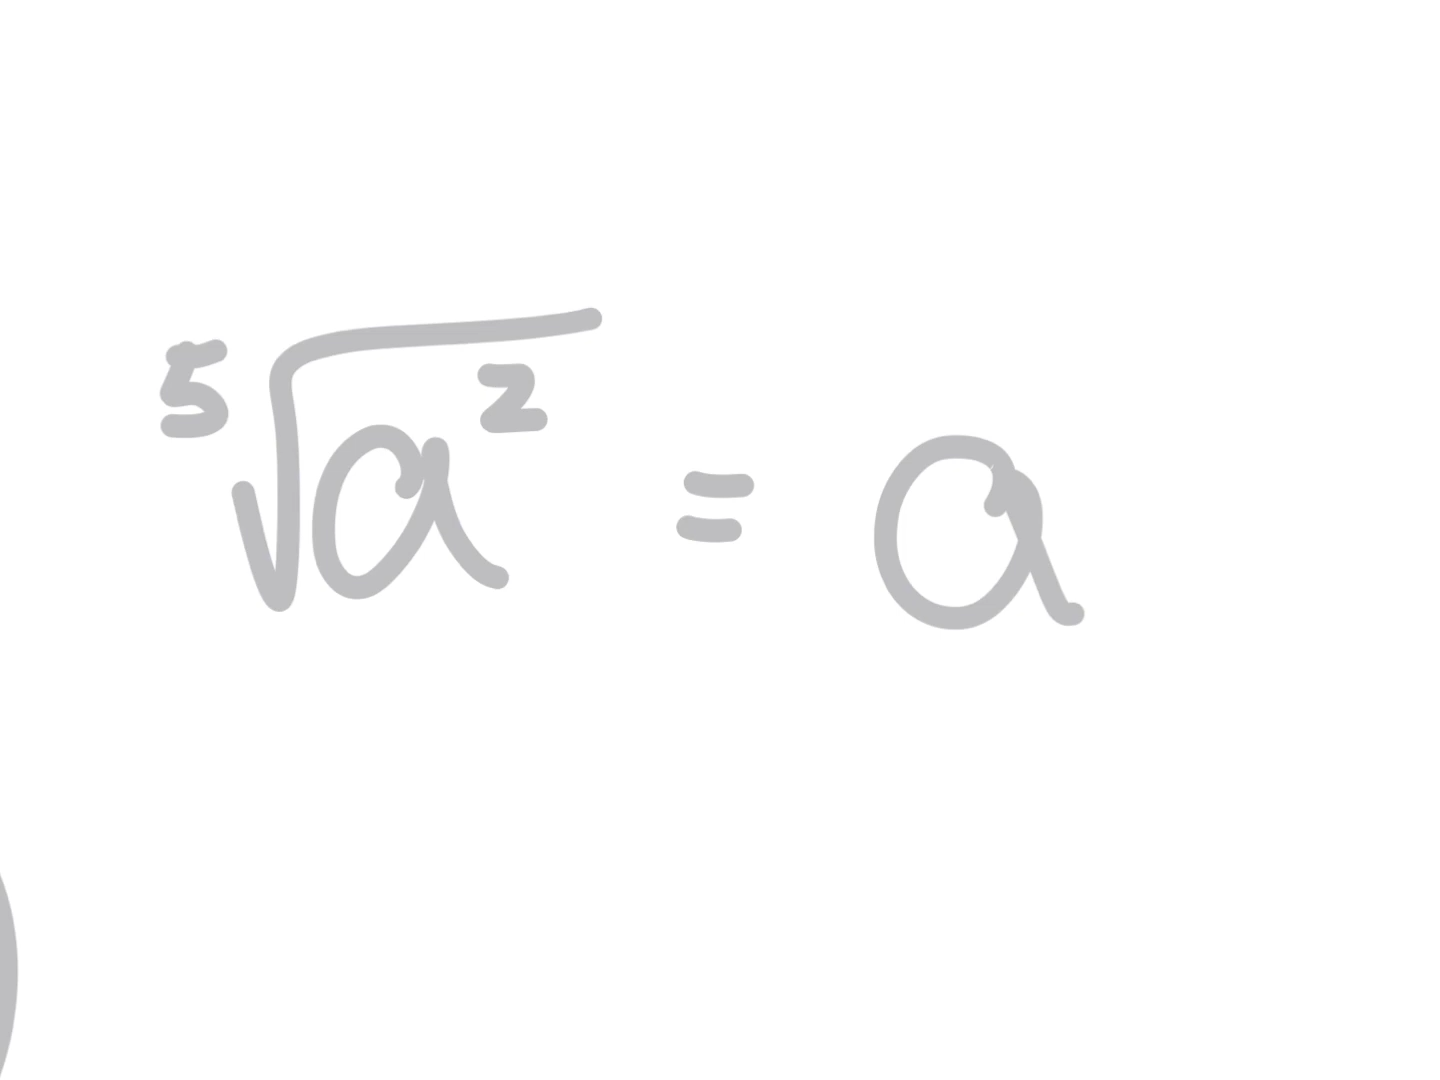 ⁵√a² = a